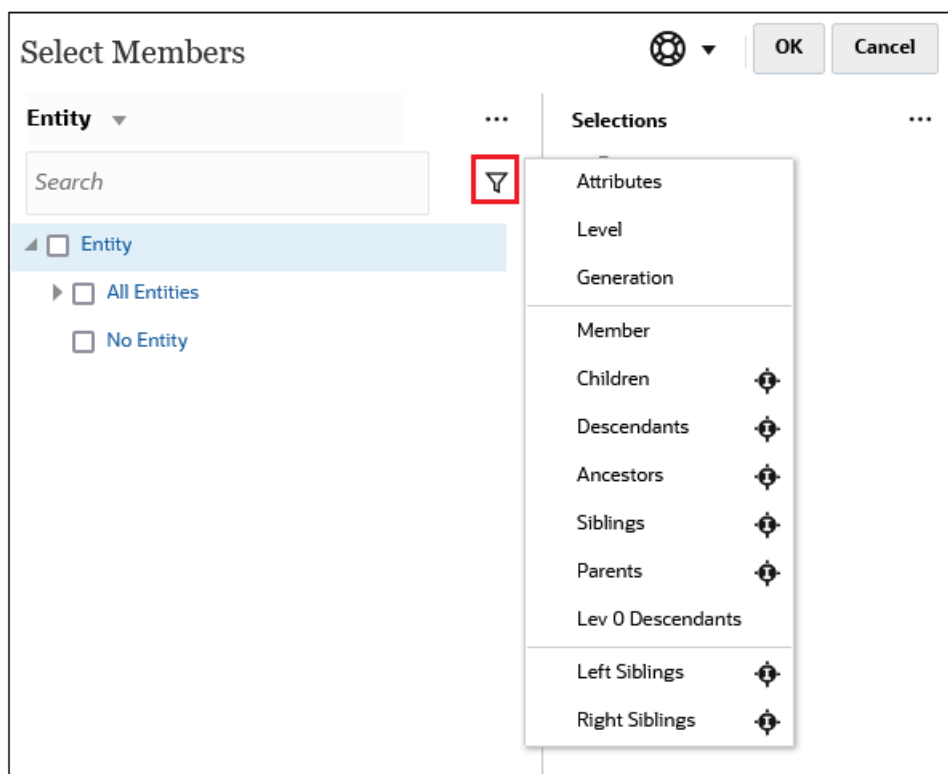 Select Members
OK
Cancel
Entity
...
Selections
...
Search
Entity
All Entities
No Entity
Attributes
Level
Generation
Member
Children
Descendants
Ancestors
Siblings
Parents
Lev 0 Descendants
Left Siblings
Right Siblings